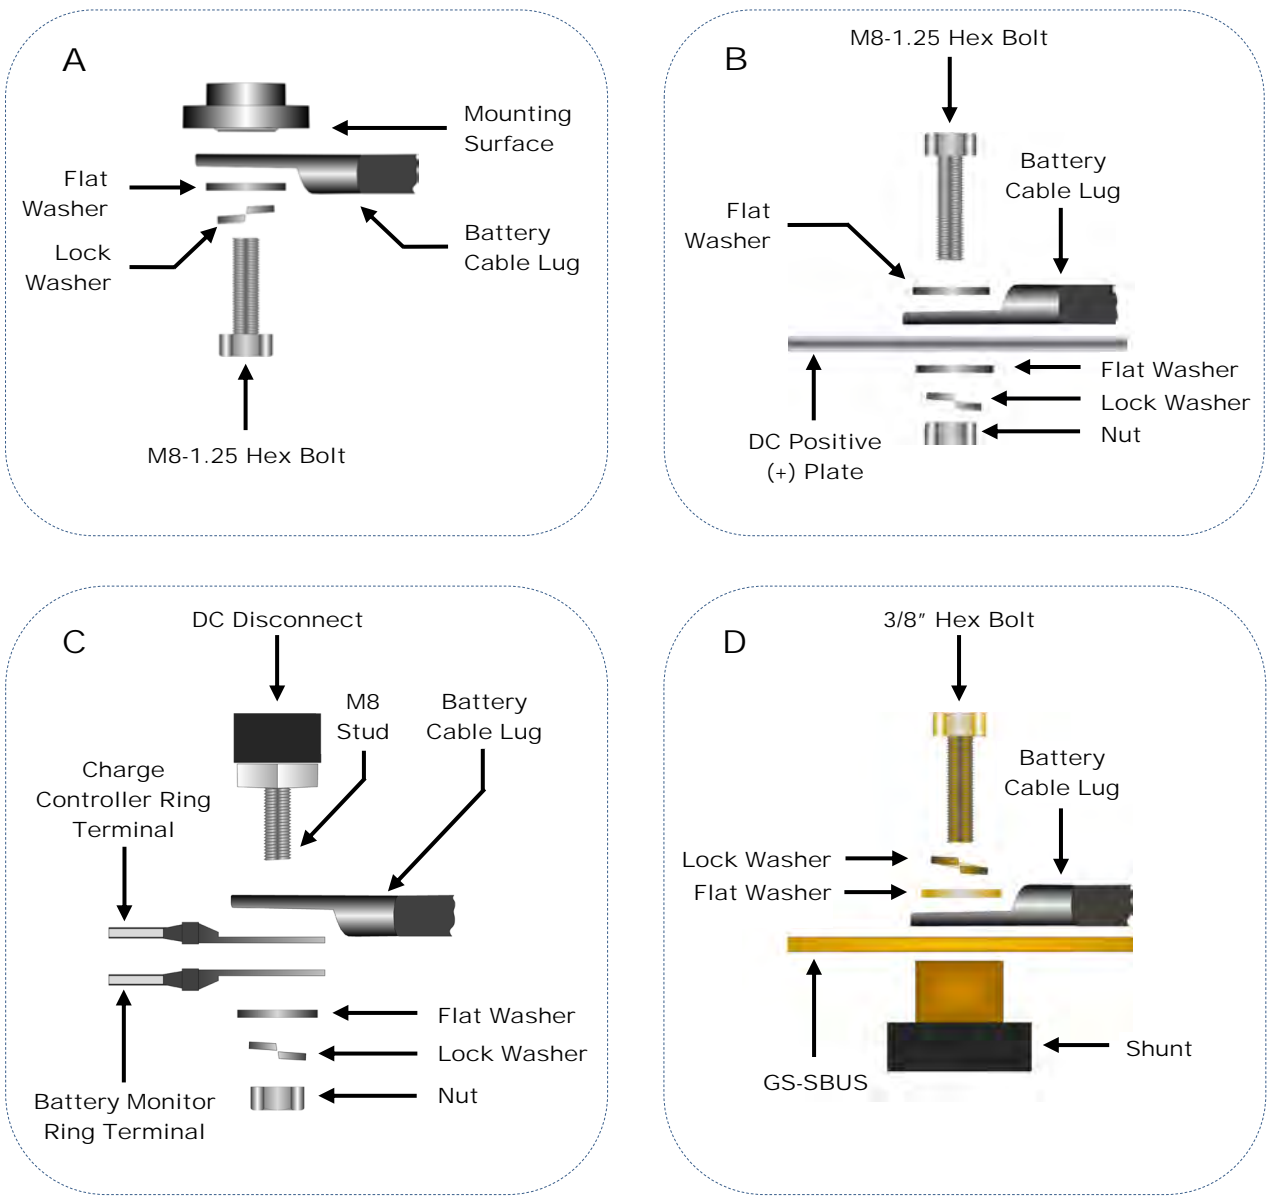 A
Mounting
Surface
Flat
Washer
Lock
Washer
Battery
Cable Lug
M8-1.25 Hex Bolt
B
M8-1.25 Hex Bolt
Battery
Cable Lug
Flat
Washer
Flat Washer
Lock Washer
Nut
DC Positive
(+) Plate
C
DC Disconnect
M8
Stud
Battery
Cable Lug
Charge
Controller Ring
Terminal
Flat Washer
Lock Washer
Nut
Battery Monitor
Ring Terminal
D
3/8″ Hex Bolt
Battery
Cable Lug
Lock Washer
Flat Washer
Shunt
GS-SBUS